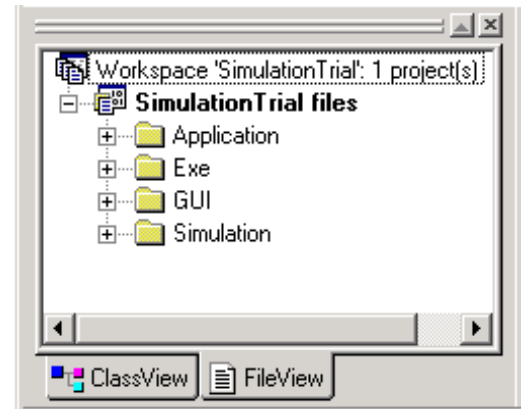 Workspace 'SimulationTrial': 1 project(s)
SimulationTrial files
Application
Exe
GUI
Simulation
ClassView FileView